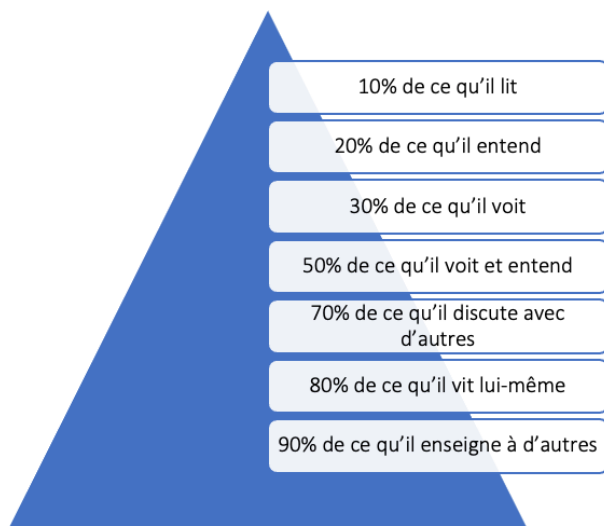 10% de ce qu’il lit
20% de ce qu’il entend
30% de ce qu’il voit
50% de ce qu’il voit et entend
70% de ce qu’il discute avec
d’autres
80% de ce qu’il vit lui-même
90% de ce qu’il enseigne à d’autres